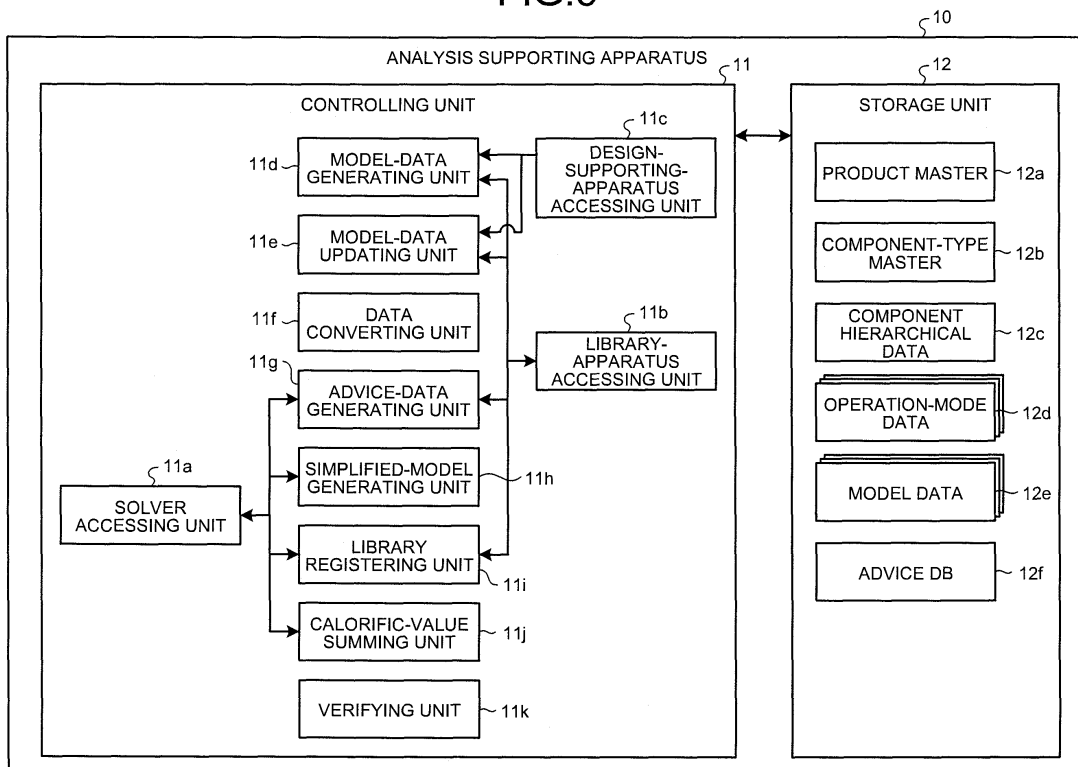 10
ANALYSIS SUPPORTING APPARATUS
11
CONTROLLING UNIT
11d
MODEL-DATA
GENERATING UNIT
11c
DESIGN-
SUPPORTING-
APPARATUS
ACCESSING UNIT
11e
MODEL-DATA
UPDATING UNIT
11f
DATA
CONVERTING UNIT
11b
LIBRARY-
APPARATUS
ACCESSING UNIT
11g
ADVICE-DATA
GENERATING UNIT
11a
SOLVER
ACCESSING UNIT
SIMPLIFIED-MODEL
GENERATING UNIT
11h
LIBRARY
REGISTERING UNIT
11i
CALORIFIC-VALUE
SUMMING UNIT
11j
VERIFYING UNIT
11k
12
STORAGE UNIT
PRODUCT MASTER
12a
COMPONENT-TYPE
MASTER
12b
COMPONENT
HIERARCHICAL
DATA
12c
OPERATION-MODE
DATA
12d
MODEL DATA
12e
ADVICE DB
12f